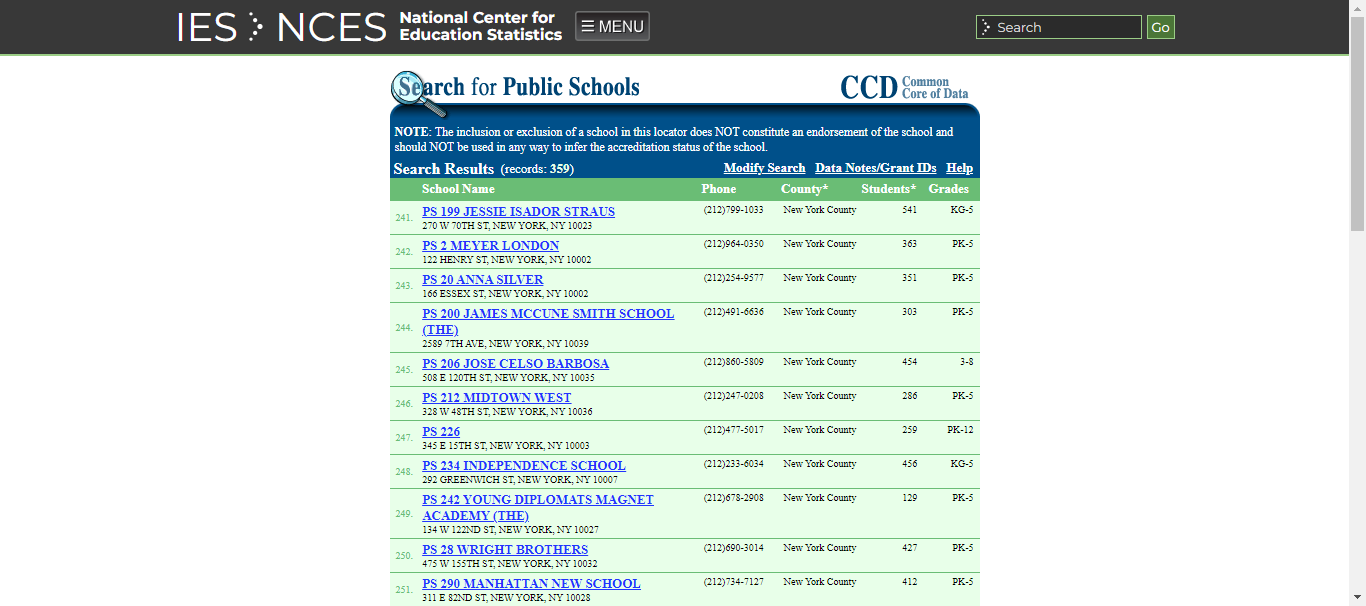 IES NCES National Center for Education Statistics ☰ MENU Search Go
Search for Public Schools CCD Common Core of Data
NOTE: The inclusion or exclusion of a school in this locator does NOT constitute an endorsement of the school and
should NOT be used in any way to infer the accreditation status of the school.
Search Results (records: 359) Modify Search Data Notes/Grant IDs Help
School Name Phone County* Students* Grades
241. PS 199 JESSIE ISADOR STRAUS (212)799-1033 New York County 541 KG-5
270 W 70TH ST, NEW YORK, NY 10023
242. PS 2 MEYER LONDON (212)964-0350 New York County 363 PK-5
122 HENRY ST, NEW YORK, NY 10002
243. PS 20 ANNA SILVER (212)254-9577 New York County 351 PK-5
166 ESSEX ST, NEW YORK, NY 10002
244. PS 200 JAMES MCCUNE SMITH SCHOOL (212)491-6636 New York County 303 PK-5
(THE)
2589 7TH AVE, NEW YORK, NY 10039
245. PS 206 JOSE CELSO BARBOSA (212)860-5809 New York County 454 3-8
508 E 120TH ST, NEW YORK, NY 10035
246. PS 212 MIDTOWN WEST (212)247-0208 New York County 286 PK-5
328 W 48TH ST, NEW YORK, NY 10036
247. PS 226 (212)477-5017 New York County 259 PK-12
345 E 15TH ST, NEW YORK, NY 10003
248. PS 234 INDEPENDENCE SCHOOL (212)233-6034 New York County 456 KG-5
292 GREENWICH ST, NEW YORK, NY 10007
249. PS 242 YOUNG DIPLOMATS MAGNET (212)678-2908 New York County 129 PK-5
ACADEMY (THE)
134 W 122ND ST, NEW YORK, NY 10027
250. PS 28 WRIGHT BROTHERS (212)690-3014 New York County 427 PK-5
475 W 155TH ST, NEW YORK, NY 10032
251. PS 290 MANHATTAN NEW SCHOOL (212)734-7127 New York County 412 PK-5
311 E 82ND ST, NEW YORK, NY 10028